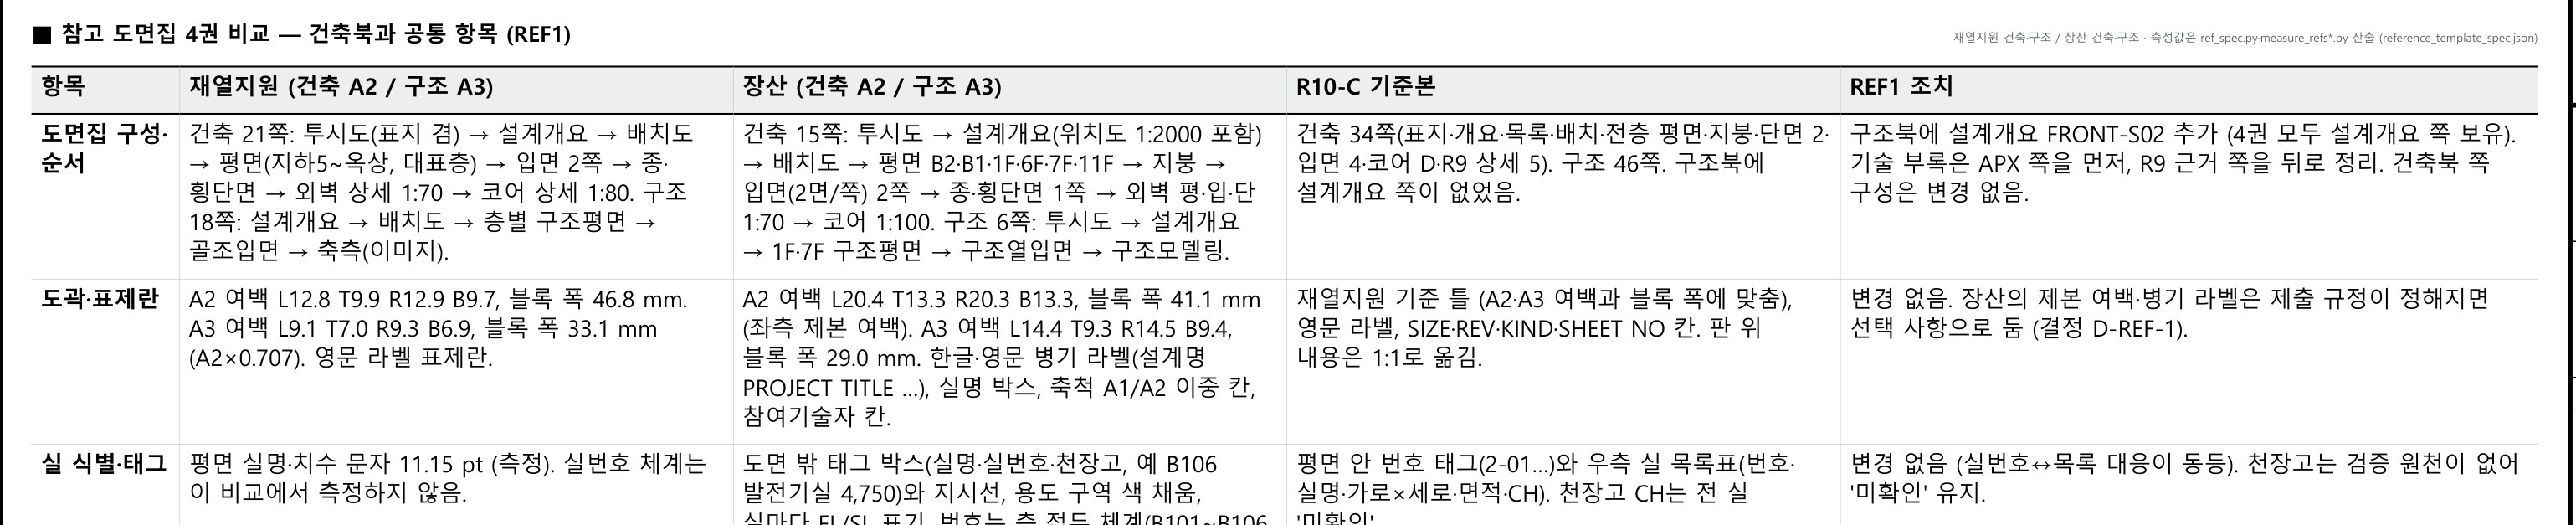 ■ 참고 도면집 4권 비교 — 건축북과 공통 항목 (REF1)
재열지원 건축·구조 / 장산 건축·구조 · 측정값은 ref_spec.py·measure_refs*.py 산출 (reference_template_spec.json)
항목
재열지원 (건축 A2 / 구조 A3)
장산 (건축 A2 / 구조 A3)
R10-C 기준본
REF1 조치
도면집 구성·
순서
건축 21쪽: 투시도(표지 겸) → 설계개요 → 배치도
→ 평면(지하5~옥상, 대표층) → 입면 2쪽 → 종·
횡단면 → 외벽 상세 1:70 → 코어 상세 1:80. 구조
18쪽: 설계개요 → 배치도 → 층별 구조평면 →
골조입면 → 축측(이미지).
건축 15쪽: 투시도 → 설계개요(위치도 1:2000 포함)
→ 배치도 → 평면 B2·B1·1F·6F·7F·11F → 지붕 →
입면(2면/쪽) 2쪽 → 종·횡단면 1쪽 → 외벽 평·입·단
1:70 → 코어 1:100. 구조 6쪽: 투시도 → 설계개요
→ 1F·7F 구조평면 → 구조열입면 → 구조모델링.
건축 34쪽(표지·개요·목록·배치·전층 평면·지붕·단면 2·
입면 4·코어 D·R9 상세 5). 구조 46쪽. 구조북에
설계개요 쪽이 없었음.
구조북에 설계개요 FRONT-S02 추가 (4권 모두 설계개요 쪽 보유).
기술 부록은 APX 쪽을 먼저, R9 근거 쪽을 뒤로 정리. 건축북 쪽
구성은 변경 없음.
도곽·표제란
A2 여백 L12.8 T9.9 R12.9 B9.7, 블록 폭 46.8 mm.
A3 여백 L9.1 T7.0 R9.3 B6.9, 블록 폭 33.1 mm
(A2×0.707). 영문 라벨 표제란.
A2 여백 L20.4 T13.3 R20.3 B13.3, 블록 폭 41.1 mm
(좌측 제본 여백). A3 여백 L14.4 T9.3 R14.5 B9.4,
블록 폭 29.0 mm. 한글·영문 병기 라벨(설계명
PROJECT TITLE ...), 실명 박스, 축척 A1/A2 이중 칸,
참여기술자 칸.
재열지원 기준 틀 (A2·A3 여백과 블록 폭에 맞춤),
영문 라벨, SIZE·REV·KIND·SHEET NO 칸. 판 위
내용은 1:1로 옮김.
변경 없음. 장산의 제본 여백·병기 라벨은 제출 규정이 정해지면
선택 사항으로 둠 (결정 D-REF-1).
실 식별·태그
평면 실명·치수 문자 11.15 pt (측정). 실번호 체계는
이 비교에서 측정하지 않음.
도면 밖 태그 박스(실명·실번호·천장고, 예 B106
발전기실 4,750)와 지시선, 용도 구역 색 채움,
실마다 FL/SL 표기. 번호는 층 접두 체계(B101~B106
평면 안 번호 태그(2-01...)와 우측 실 목록표(번호·
실명·가로×세로·면적·CH). 천장고 CH는 전 실
'미확인'
변경 없음 (실번호↔목록 대응이 동등). 천장고는 검증 원천이 없어
'미확인' 유지.